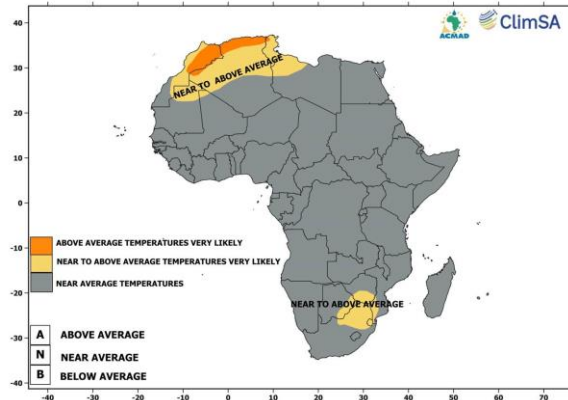 ACMAD
ClimSA
40
30
20
10
0
-10
-20
-30
-40
NEAR TO ABOVE AVERAGE
NEAR TO ABOVE AVERAGE
ABOVE AVERAGE TEMPERATURES VERY LIKELY
NEAR TO ABOVE AVERAGE TEMPERATURES VERY LIKELY
NEAR AVERAGE TEMPERATURES
A ABOVE AVERAGE
N NEAR AVERAGE
B BELOW AVERAGE
-40 -30 -20 -10 0 10 20 30 40 50 60 70